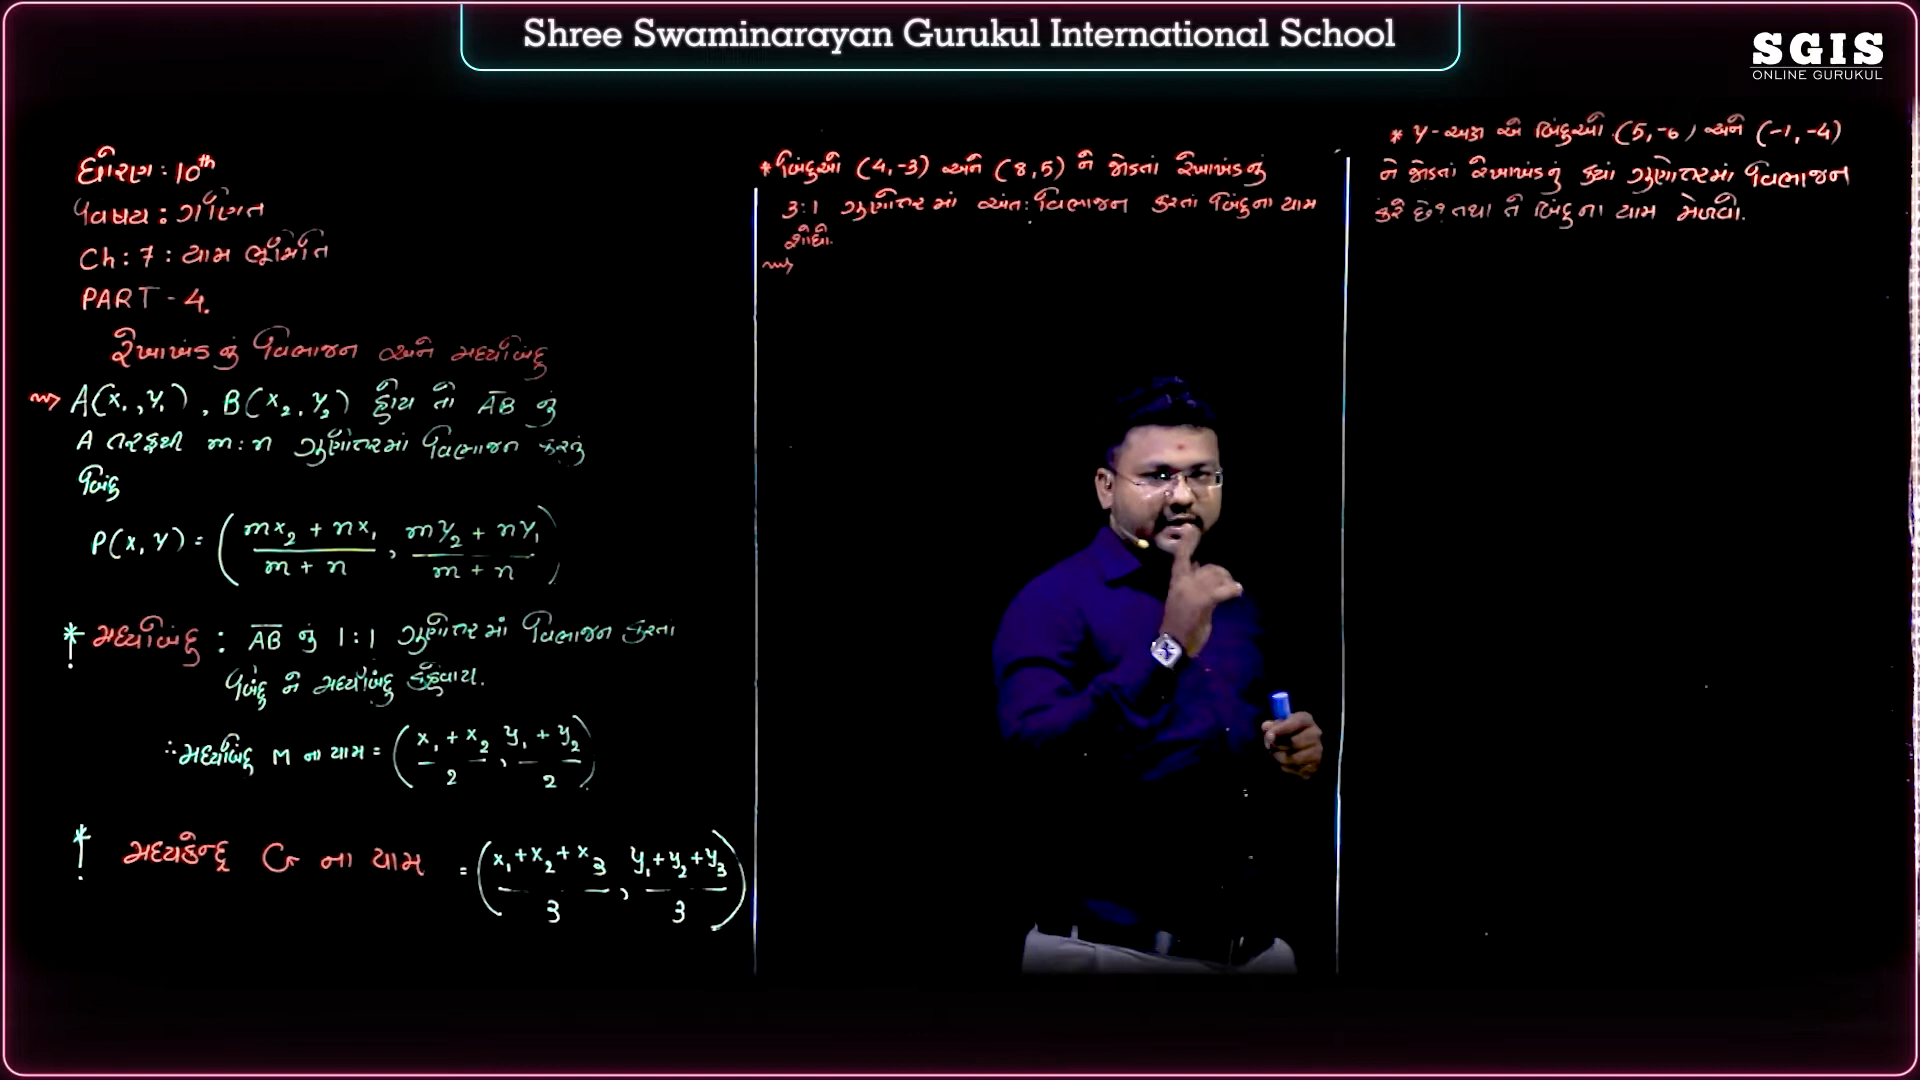 Shree Swaminarayan Gurukul International School
SGIS
ONLINE GURUKUL
ધોરણ : 10th
વિષય : ગણિત
Ch : 7 : યામ ભૂમિતિ
PART - 4.
રેખાખંડનું વિભાજન અને મધ્યબિંદુ
A(x₁, y₁), B(x₂, y₂) હોય તો A̅B̅ નું
A તરફથી m : n ગુણોત્તરમાં વિભાજન કરતું
બિંદુ
P(x, y) = ( (mx₂ + nx₁)/(m + n) , (my₂ + ny₁)/(m + n) )
* મધ્યબિંદુ : A̅B̅ નું 1 : 1 ગુણોત્તરમાં વિભાજન કરતાં
બિંદુ ને મધ્યબિંદુ કહેવાય.
∴ મધ્યબિંદુ M ના યામ = ( (x₁ + x₂)/2 , (y₁ + y₂)/2 )
* મધ્યકેન્દ્ર G ના યામ = ( (x₁ + x₂ + x₃)/3 , (y₁ + y₂ + y₃)/3 )
* બિંદુઓ (4, -3) અને (8, 5) ને જોડતાં રેખાખંડનું
3 : 1 ગુણોત્તરમાં અંત: વિભાજન કરતાં બિંદુના યામ
શોધો.
* y - અક્ષ એ બિંદુઓ (5, -6) અને (-1, -4)
ને જોડતાં રેખાખંડનું ક્યાં ગુણોત્તરમાં વિભાજન
કરે છે? તથા તે બિંદુના યામ મેળવો.